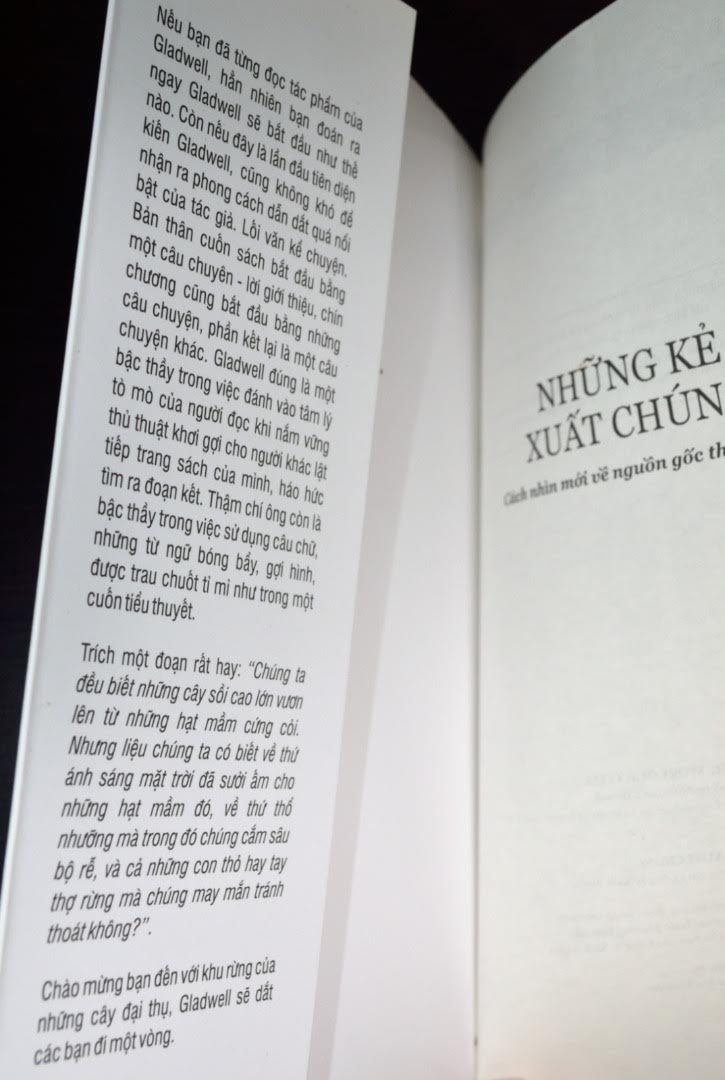 Nếu bạn đã từng đọc tác phẩm của
Gladwell, hẳn nhiên bạn đoán ra
ngay Gladwell sẽ bắt đầu như thế
nào. Còn nếu đây là lần đầu tiên diện
kiến Gladwell, cũng không khó để
nhận ra phong cách dẫn dắt quá nổi
bật của tác giả. Lối văn kể chuyện.
Bản thân cuốn sách bắt đầu bằng
một câu chuyên - lời giới thiệu, chín
chương cũng bắt đầu bằng những
câu chuyện, phần kết lại là một câu
chuyện khác. Gladwell đúng là một
bậc thầy trong việc đánh vào tâm lý
tò mò của người đọc khi nắm vững
thủ thuật khơi gợi cho người khác lật
tiếp trang sách của mình, háo hức
tìm ra đoạn kết. Thậm chí ông còn là
bậc thầy trong việc sử dụng câu chữ,
những từ ngữ bóng bẩy, gợi hình,
được trau chuốt tỉ mỉ như trong một
cuốn tiểu thuyết.
Trích một đoạn rất hay: “Chúng ta
đều biết những cây sồi cao lớn vươn
lên từ những hạt mầm cứng cỏi.
Nhưng liệu chúng ta có biết về thứ
ánh sáng mặt trời đã sưởi ấm cho
những hạt mầm đó, về thứ thổ
nhưỡng mà trong đó chúng cắm sâu
bộ rễ, và cả những con thỏ hay tay
thợ rừng mà chúng may mắn tránh
thoát không?”.
Chào mừng bạn đến với khu rừng của
những cây đại thụ, Gladwell sẽ dắt
các bạn đi một vòng.
NHỮNG KẺ
XUẤT CHÚN
Cách nhìn mới về nguồn gốc th